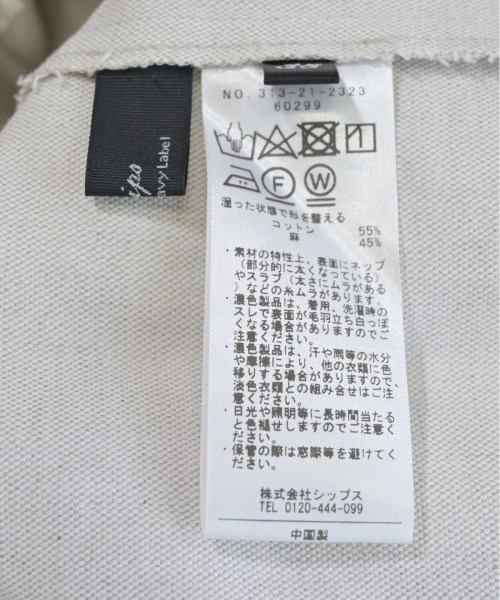 ips
avy Label
NO. 313-21-2323
60299
F
W
湿った状態で形を整える
コットン 55%
麻 45%
・素材の特性上、表面にネップ
（部分的に太くなっている）
やスラブ（太さにムラがある
）などの糸ムラがあります。
・濃色製品は、着用、洗濯時の
スレで表面が毛羽立ち白っぽ
くなる場合がありますのでご
注意ください。
・濃色製品は、汗や雨等の水分
や摩擦により、他の衣類に色
移りする場合がありますので、
淡色衣類との組み合せはご注
意ください。
・日光や照明等に長時間当たる
と色褪せしますのでご注意く
ださい。
・保管の際は窓際等を避けてく
ださい。
株式会社シップス
TEL 0120-444-099
中国製